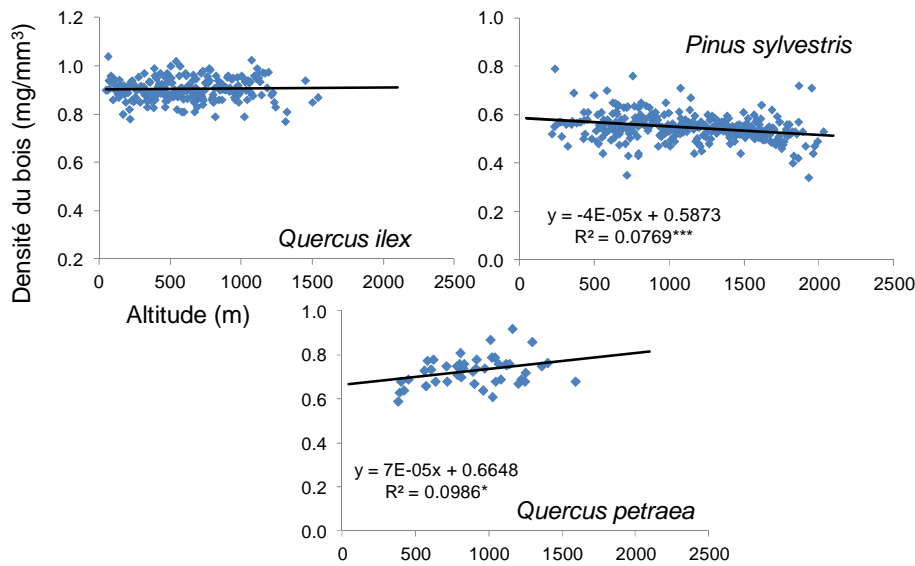 Densité du bois (mg/mm³)
1.2
1.0
0.8
0.6
0.4
0.2
0 500 1000 1500 2000 2500
Quercus ilex
Altitude (m)
1.0
0.8
0.6
0.4
0.2
0.0
0 500 1000 1500 2000 2500
Pinus sylvestris
y = -4E-05x + 0.5873
R² = 0.0769***
1.0
0.8
0.6
0.4
0.2
0.0
0 500 1000 1500 2000 2500
y = 7E-05x + 0.6648
R² = 0.0986*
Quercus petraea